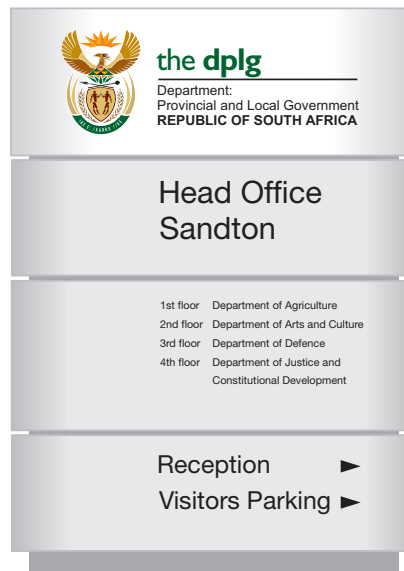 the dplg
Department:
Provincial and Local Government
REPUBLIC OF SOUTH AFRICA
Head Office
Sandton
1st floor Department of Agriculture
2nd floor Department of Arts and Culture
3rd floor Department of Defence
4th floor Department of Justice and
Constitutional Development
Reception ►
Visitors Parking ►